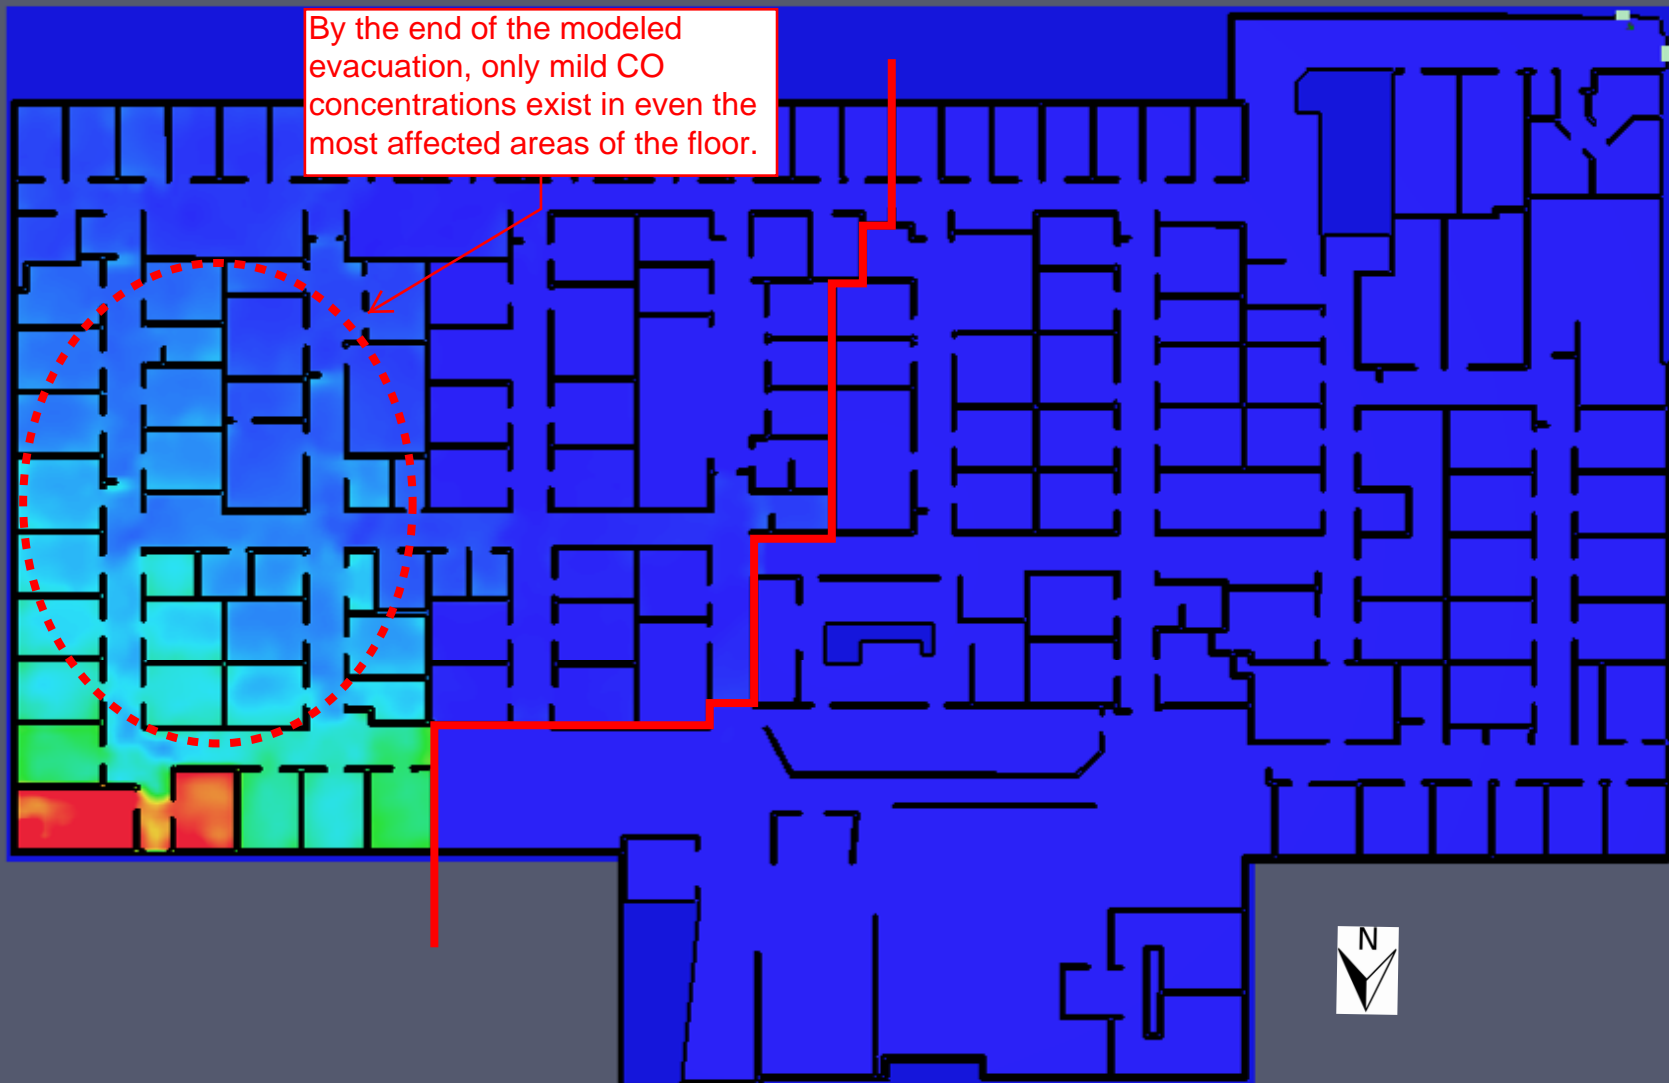 By the end of the modeled
evacuation, only mild CO
concentrations exist in even the
most affected areas of the floor.
N